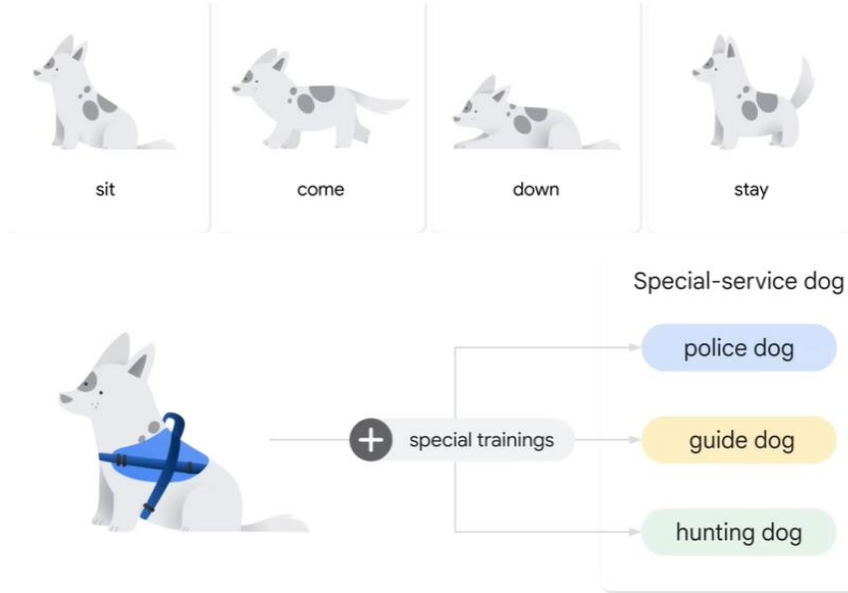 sit
come
down
stay
Special-service dog
police dog
special trainings
guide dog
hunting dog